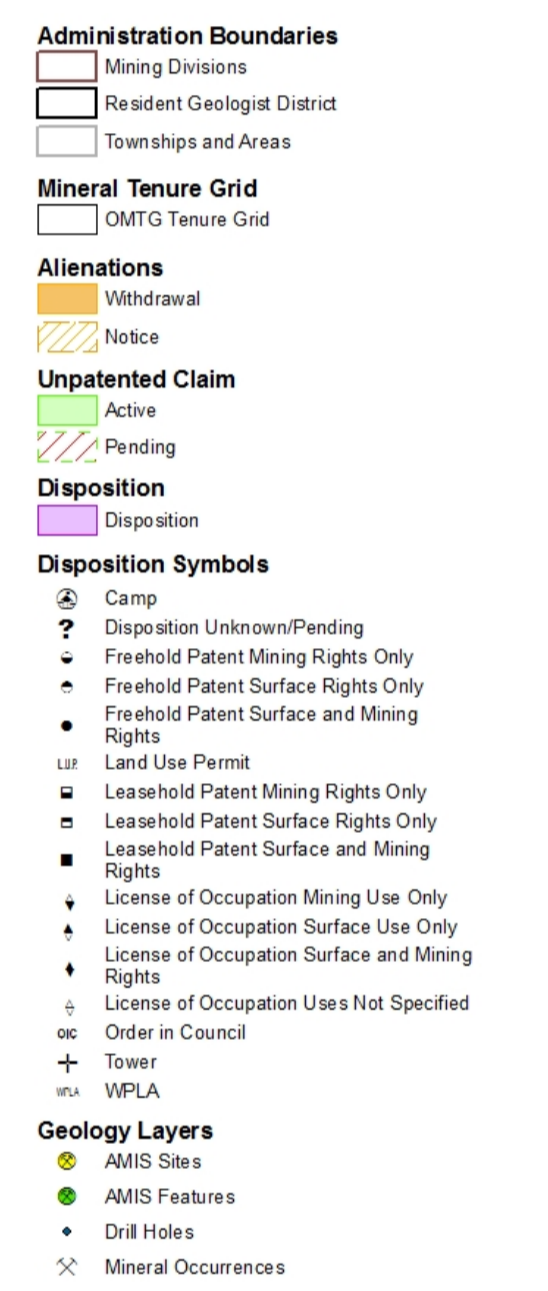 Administration Boundaries
Mining Divisions
Resident Geologist District
Townships and Areas
Mineral Tenure Grid
OMTG Tenure Grid
Alienations
Withdrawal
Notice
Unpatented Claim
Active
Pending
Disposition
Disposition
Disposition Symbols
Camp
? Disposition Unknown/Pending
Freehold Patent Mining Rights Only
Freehold Patent Surface Rights Only
Freehold Patent Surface and Mining
Rights
L.U.P. Land Use Permit
Leasehold Patent Mining Rights Only
Leasehold Patent Surface Rights Only
Leasehold Patent Surface and Mining
Rights
License of Occupation Mining Use Only
License of Occupation Surface Use Only
License of Occupation Surface and Mining
Rights
License of Occupation Uses Not Specified
OIC Order in Council
Tower
WPLA WPLA
Geology Layers
AMIS Sites
AMIS Features
Drill Holes
Mineral Occurrences